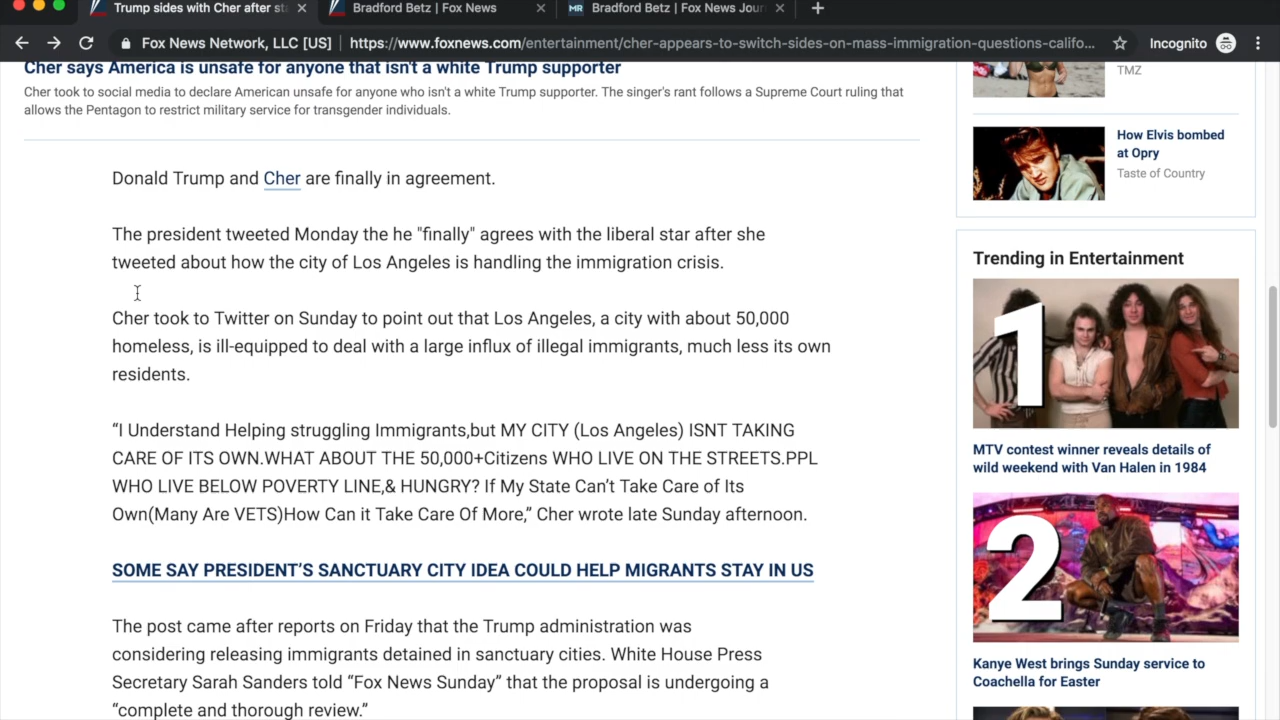 Trump sides with Cher after sta
Bradford Betz | Fox News
MR Bradford Betz | Fox News Jour
Fox News Network, LLC [US] | https://www.foxnews.com/entertainment/cher-appears-to-switch-sides-on-mass-immigration-questions-califo...
Incognito
Cher says America is unsafe for anyone that isn't a white Trump supporter
Cher took to social media to declare American unsafe for anyone who isn't a white Trump supporter. The singer's rant follows a Supreme Court ruling that
allows the Pentagon to restrict military service for transgender individuals.
Donald Trump and Cher are finally in agreement.
The president tweeted Monday the he "finally" agrees with the liberal star after she
tweeted about how the city of Los Angeles is handling the immigration crisis.
Cher took to Twitter on Sunday to point out that Los Angeles, a city with about 50,000
homeless, is ill-equipped to deal with a large influx of illegal immigrants, much less its own
residents.
“I Understand Helping struggling Immigrants,but MY CITY (Los Angeles) ISNT TAKING
CARE OF ITS OWN.WHAT ABOUT THE 50,000+Citizens WHO LIVE ON THE STREETS.PPL
WHO LIVE BELOW POVERTY LINE,& HUNGRY? If My State Can’t Take Care of Its
Own(Many Are VETS)How Can it Take Care Of More,” Cher wrote late Sunday afternoon.
SOME SAY PRESIDENT’S SANCTUARY CITY IDEA COULD HELP MIGRANTS STAY IN US
The post came after reports on Friday that the Trump administration was
considering releasing immigrants detained in sanctuary cities. White House Press
Secretary Sarah Sanders told “Fox News Sunday” that the proposal is undergoing a
“complete and thorough review.”
TMZ
How Elvis bombed
at Opry
Taste of Country
Trending in Entertainment
1
MTV contest winner reveals details of
wild weekend with Van Halen in 1984
2
Kanye West brings Sunday service to
Coachella for Easter